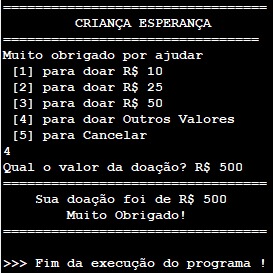 =================================
CRIANÇA ESPERANÇA
================================
Muito obrigado por ajudar
[1] para doar R$ 10
[2] para doar R$ 25
[3] para doar R$ 50
[4] para doar Outros Valores
[5] para Cancelar
4
Qual o valor da doação? R$ 500
=================================
Sua doação foi de R$ 500
Muito Obrigado!
=================================
>>> Fim da execução do programa !